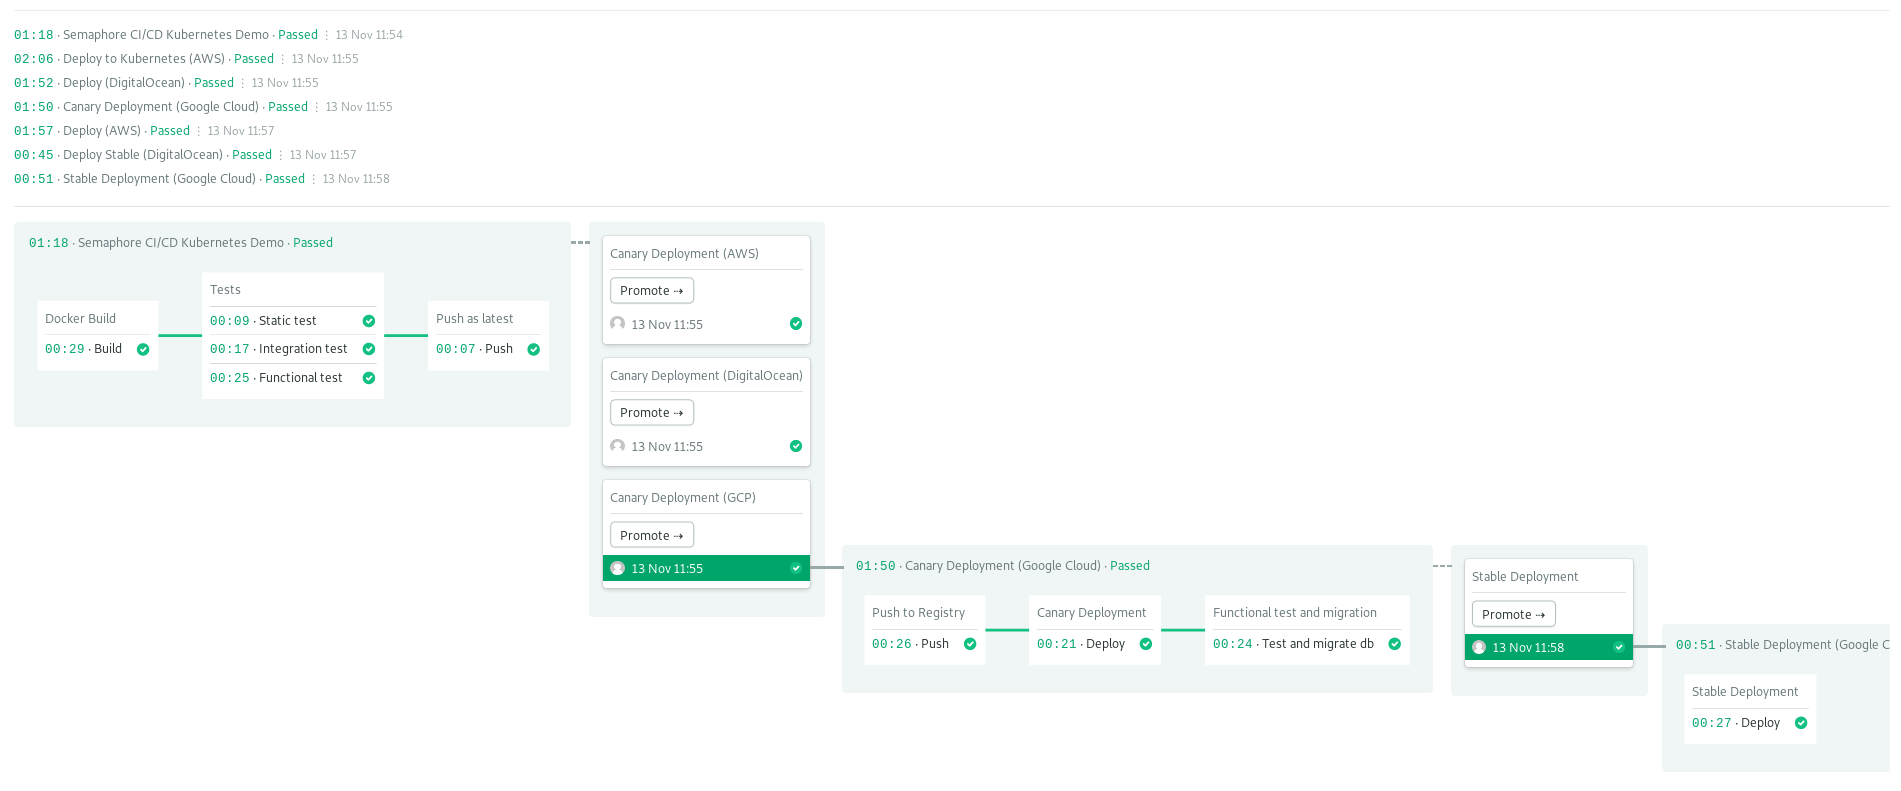 01:18 · Semaphore CI/CD Kubernetes Demo · Passed ⋮ 13 Nov 11:54
02:06 · Deploy to Kubernetes (AWS) · Passed ⋮ 13 Nov 11:55
01:52 · Deploy (DigitalOcean) · Passed ⋮ 13 Nov 11:55
01:50 · Canary Deployment (Google Cloud) · Passed ⋮ 13 Nov 11:55
01:57 · Deploy (AWS) · Passed ⋮ 13 Nov 11:57
00:45 · Deploy Stable (DigitalOcean) · Passed ⋮ 13 Nov 11:57
00:51 · Stable Deployment (Google Cloud) · Passed ⋮ 13 Nov 11:58
01:18 · Semaphore CI/CD Kubernetes Demo · Passed
Docker Build
00:29 · Build
Tests
00:09 · Static test
00:17 · Integration test
00:25 · Functional test
Push as latest
00:07 · Push
Canary Deployment (AWS)
Promote ⇢
13 Nov 11:55
Canary Deployment (DigitalOcean)
Promote ⇢
13 Nov 11:55
Canary Deployment (GCP)
Promote ⇢
13 Nov 11:55
01:50 · Canary Deployment (Google Cloud) · Passed
Push to Registry
00:26 · Push
Canary Deployment
00:21 · Deploy
Functional test and migration
00:24 · Test and migrate db
Stable Deployment
Promote ⇢
13 Nov 11:58
00:51 · Stable Deployment (Google C
Stable Deployment
00:27 · Deploy